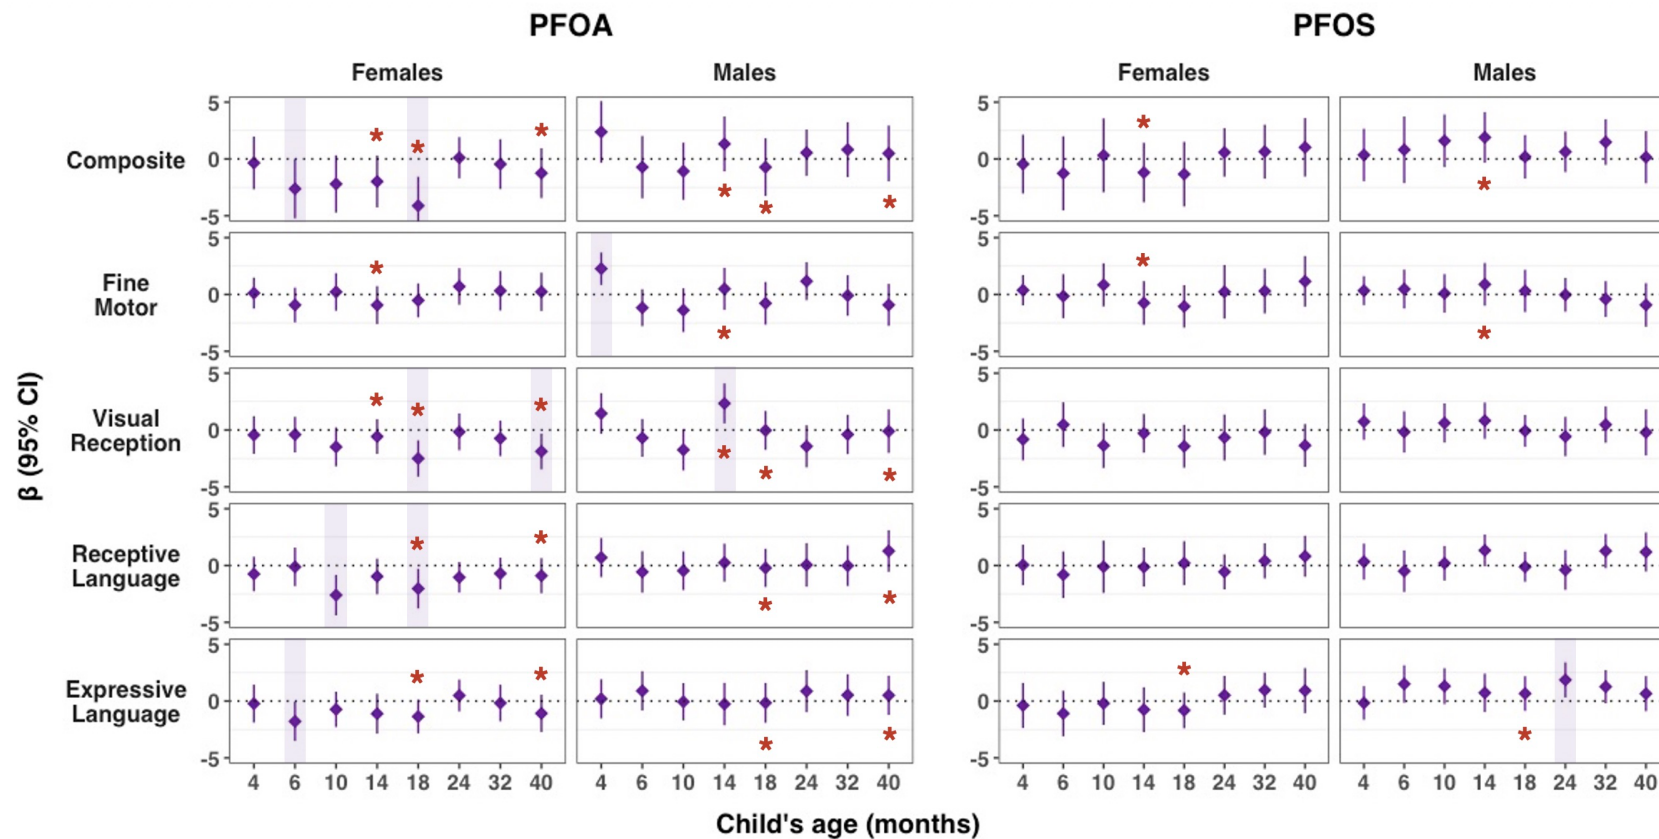 PFOA PFOS
Females Males Females Males
Composite
5 5
0 0
-5 -5
Fine
Motor
5 5
0 0
-5 -5
Visual
Reception
5 5
0 0
-5 -5
Receptive
Language
5 5
0 0
-5 -5
Expressive
Language
5 5
0 0
-5 -5
β (95% CI)
4 6 10 14 18 24 32 40 4 6 10 14 18 24 32 40 4 6 10 14 18 24 32 40 4 6 10 14 18 24 32 40
Child's age (months)